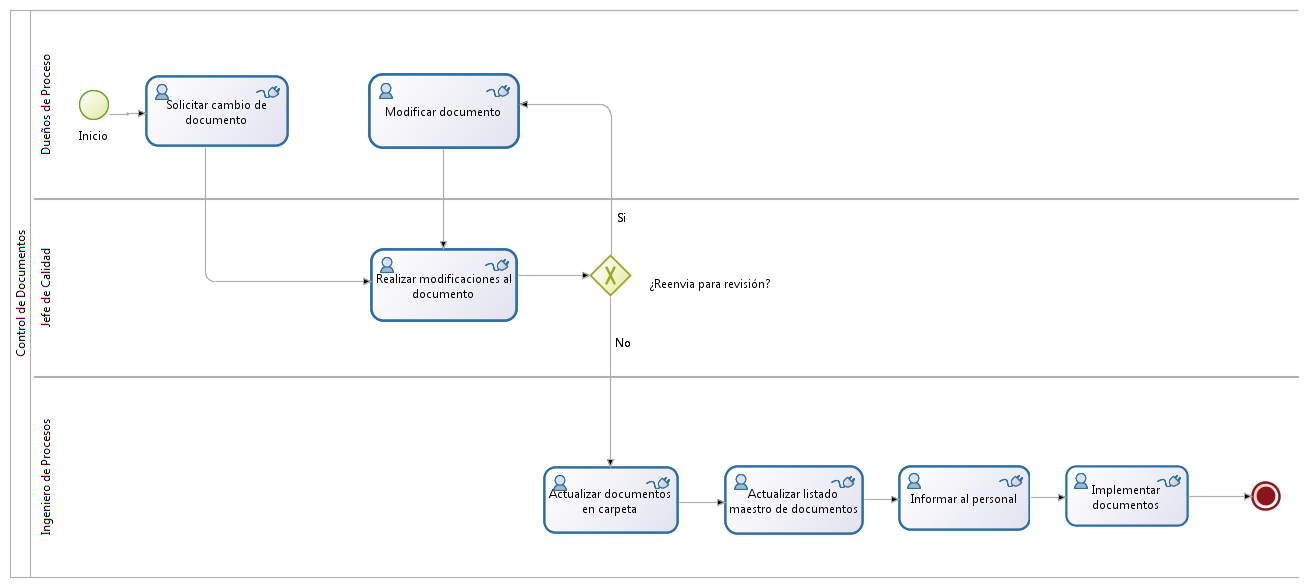 Control de Documentos
Dueños de Proceso
Inicio
Solicitar cambio de
documento
Modificar documento
Si
Jefe de Calidad
Realizar modificaciones al
documento
¿Reenvia para revisión?
No
Ingeniero de Procesos
Actualizar documentos
en carpeta
Actualizar listado
maestro de documentos
Informar al personal
Implementar
documentos